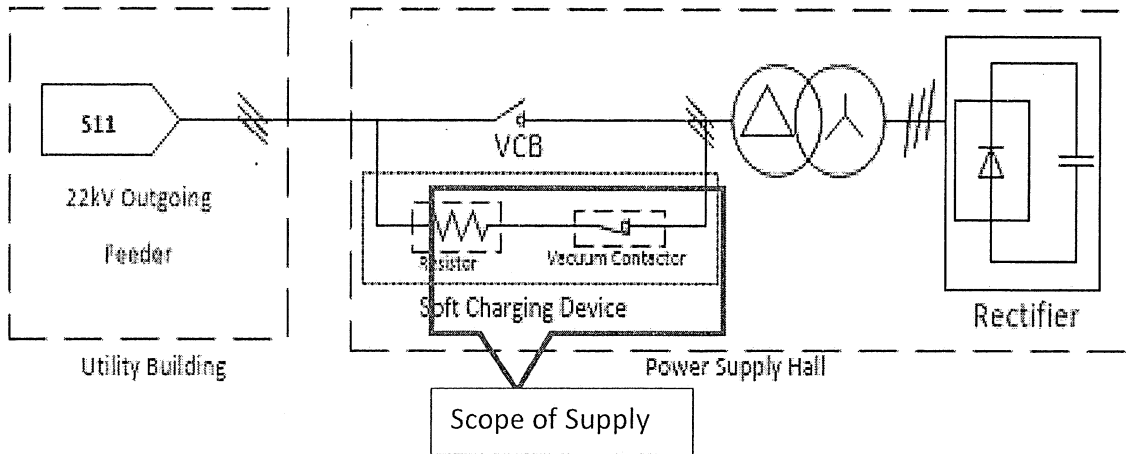 511
22kV Outgoing
Feeder
Utility Building
VCB
Resistor
Vacuum Contactor
Soft Charging Device
Power Supply Hall
Rectifier
Scope of Supply